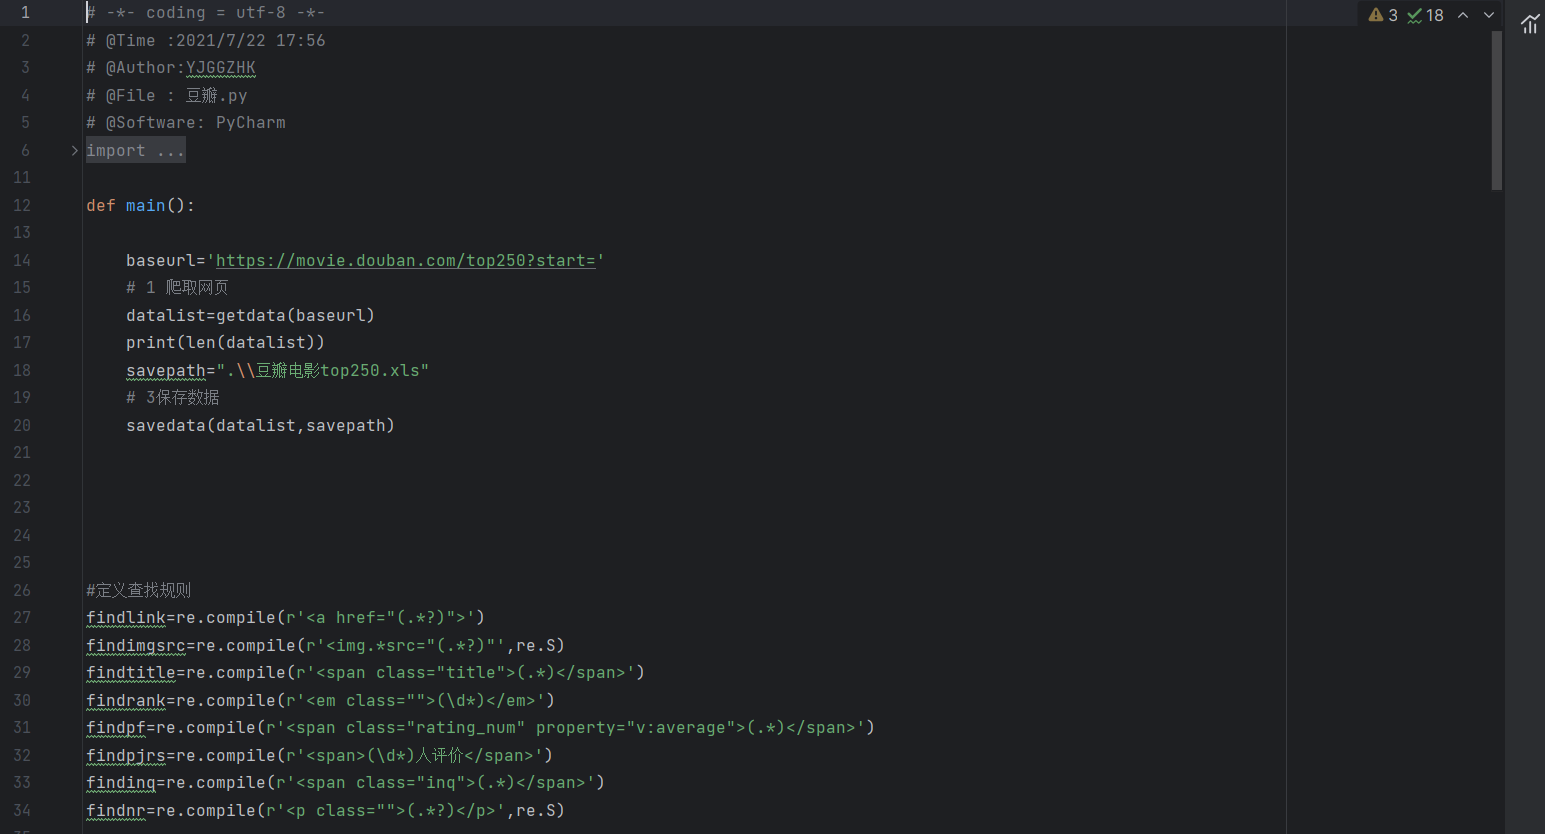 1 # -*- coding = utf-8 -*- 3 18
2 # @Time :2021/7/22 17:56
3 # @Author:YJGGZHK
4 # @File : 豆瓣.py
5 # @Software: PyCharm
6 import ...
11
12 def main():
13
14 baseurl='https://movie.douban.com/top250?start='
15 # 1 爬取网页
16 datalist=getdata(baseurl)
17 print(len(datalist))
18 savepath=".\\豆瓣电影top250.xls"
19 # 3保存数据
20 savedata(datalist,savepath)
21
22
23
24
25
26 #定义查找规则
27 findlink=re.compile(r'<a href="(.*?)">')
28 findimgsrc=re.compile(r'<img.*src="(.*?)"',re.S)
29 findtitle=re.compile(r'<span class="title">(.*)</span>')
30 findrank=re.compile(r'<em class="">(\d*)</em>')
31 findpf=re.compile(r'<span class="rating_num" property="v:average">(.*)</span>')
32 findpjrs=re.compile(r'<span>(\d*)人评价</span>')
33 findinq=re.compile(r'<span class="inq">(.*)</span>')
34 findnr=re.compile(r'<p class="">(.*?)</p>',re.S)